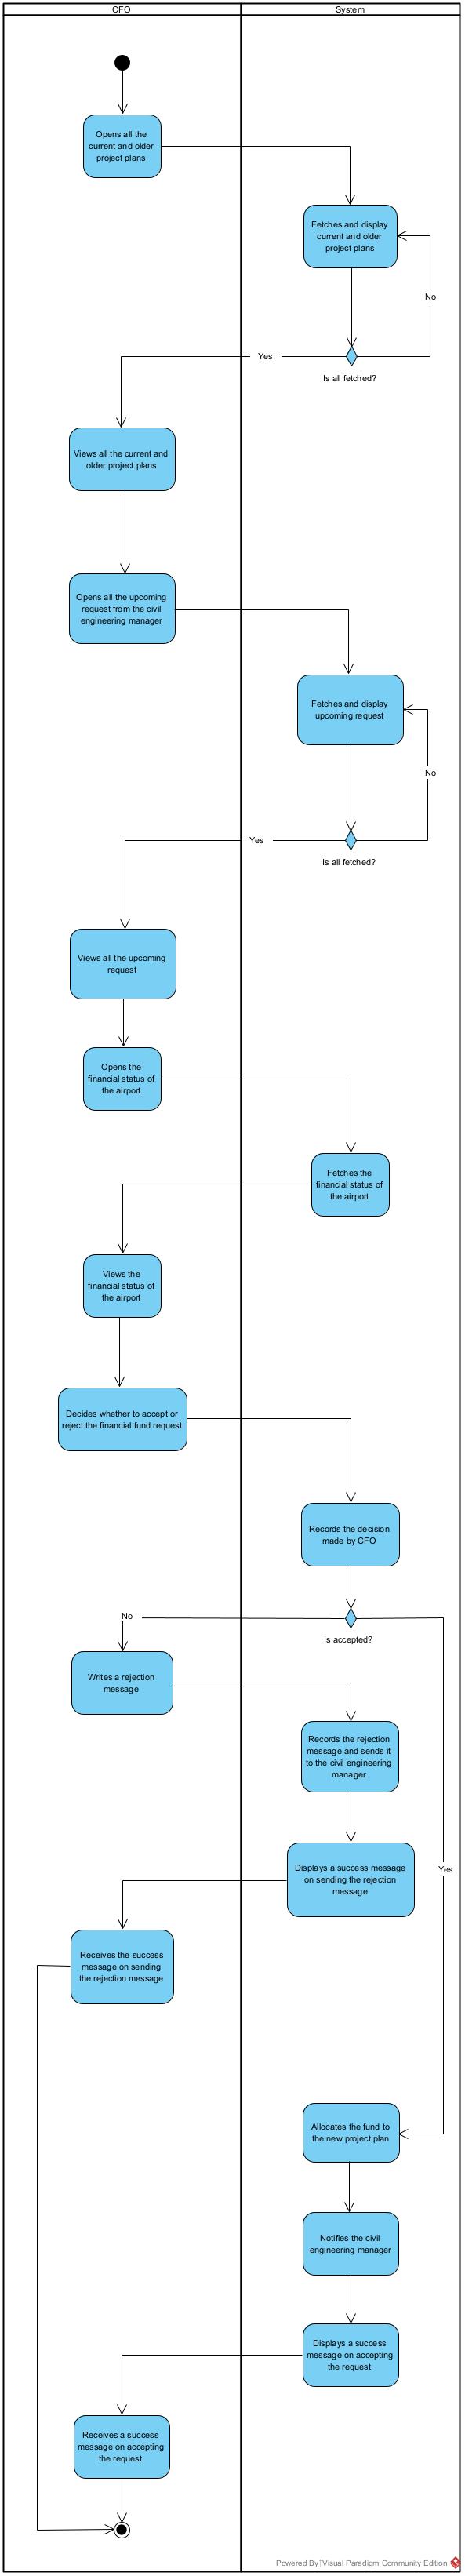 CFO
System
Opens all the
current and older
project plans
Fetches and display
current and older
project plans
No
Yes
Is all fetched?
Views all the current and
older project plans
Opens all the upcoming
request from the civil
engineering manager
Fetches and display
upcoming request
No
Yes
Is all fetched?
Views all the upcoming
request
Opens the
financial status of
the airport
Fetches the
financial status of
the airport
Views the
financial status of
the airport
Decides whether to accept or
reject the financial fund request
Records the decision
made by CFO
No
Is accepted?
Writes a rejection
message
Records the rejection
message and sends it
to the civil engineering
manager
Displays a success message
on sending the rejection
message
Yes
Receives the success
message on sending
the rejection message
Allocates the fund to
the new project plan
Notifies the civil
engineering manager
Displays a success
message on accepting
the request
Receives a success
message on accepting
the request
Powered By Visual Paradigm Community Edition